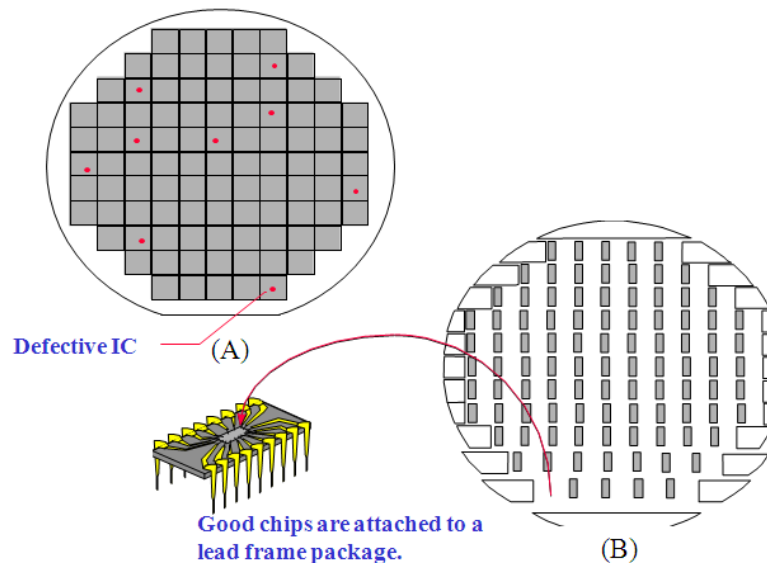 Defective IC
(A)
Good chips are attached to a
lead frame package.
(B)